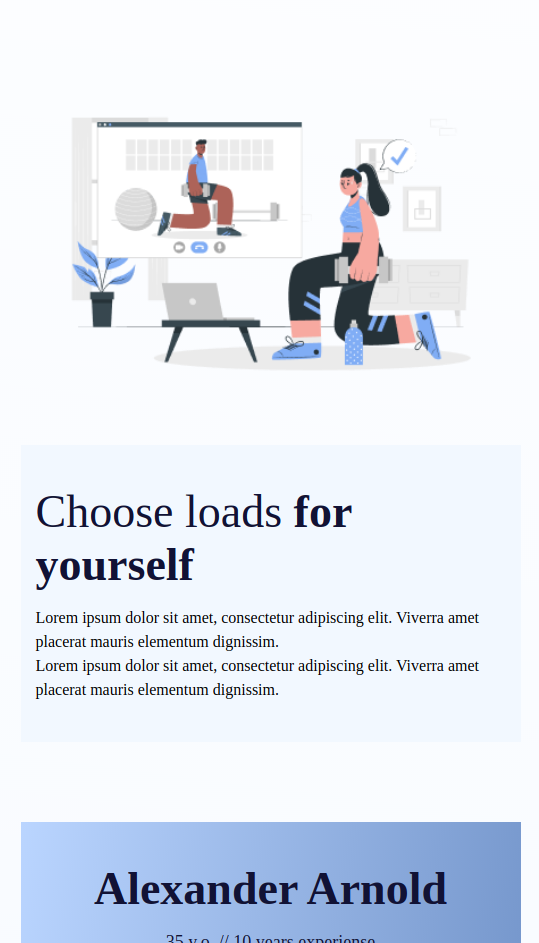 Choose loads for
yourself
Lorem ipsum dolor sit amet, consectetur adipiscing elit. Viverra amet
placerat mauris elementum dignissim.
Lorem ipsum dolor sit amet, consectetur adipiscing elit. Viverra amet
placerat mauris elementum dignissim.
Alexander Arnold
35 y.o. // 10 years experiense